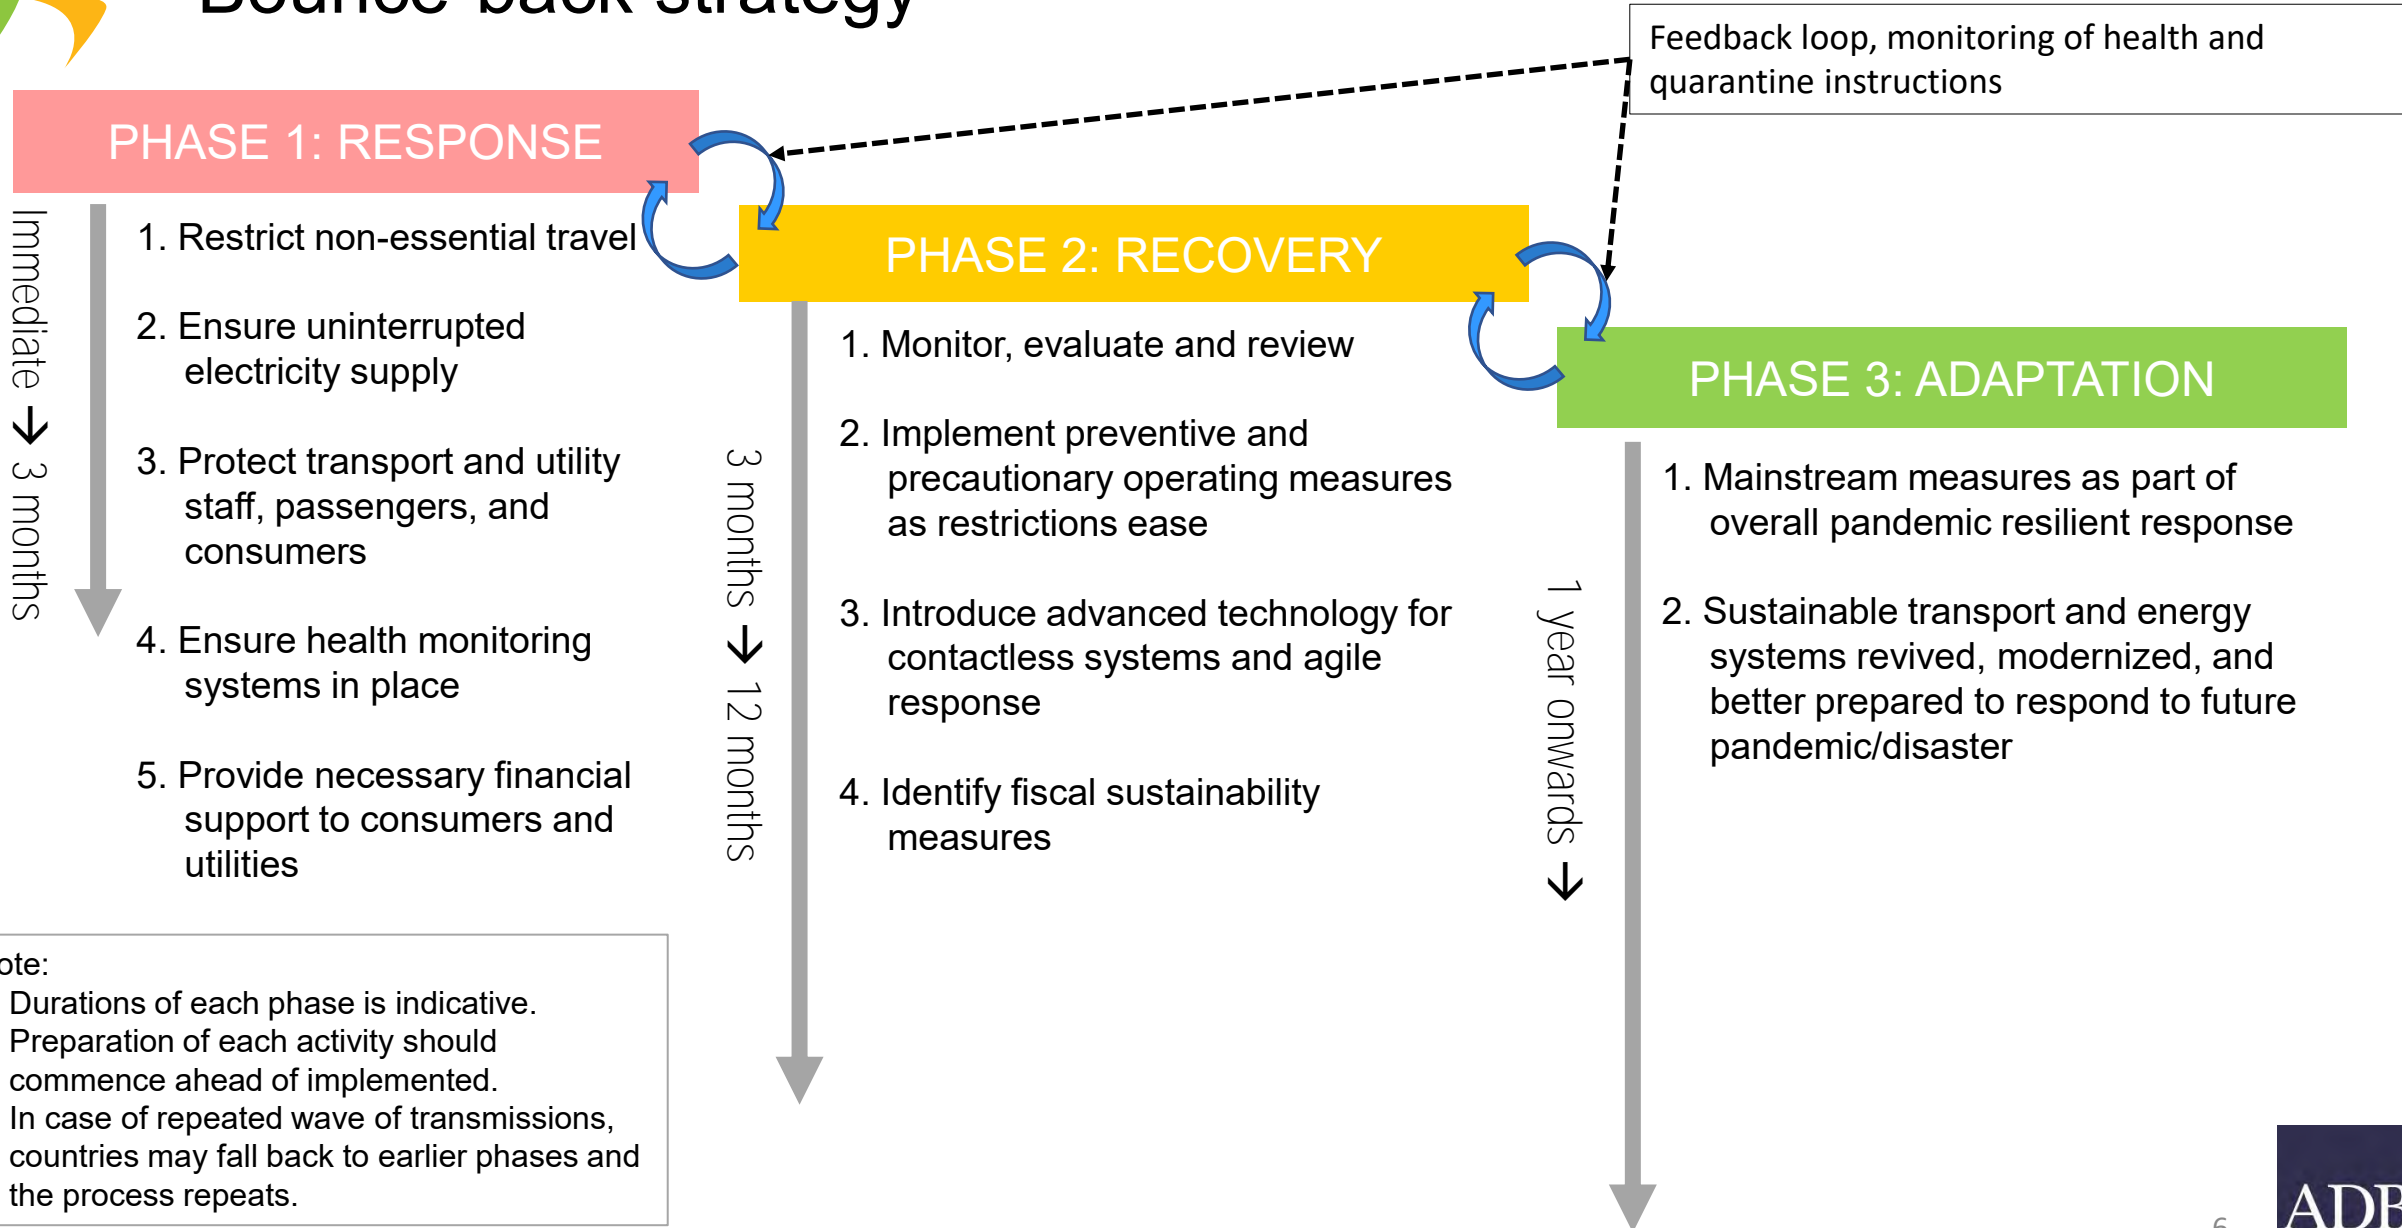 Bounce-back strategy
Feedback loop, monitoring of health and
quarantine instructions
PHASE 1: RESPONSE
Immediate → 3 months
1. Restrict non-essential travel
2. Ensure uninterrupted
electricity supply
3. Protect transport and utility
staff, passengers, and
consumers
4. Ensure health monitoring
systems in place
5. Provide necessary financial
support to consumers and
utilities
PHASE 2: RECOVERY
3 months → 12 months
1. Monitor, evaluate and review
2. Implement preventive and
precautionary operating measures
as restrictions ease
3. Introduce advanced technology for
contactless systems and agile
response
4. Identify fiscal sustainability
measures
PHASE 3: ADAPTATION
1 year onwards →
1. Mainstream measures as part of
overall pandemic resilient response
2. Sustainable transport and energy
systems revived, modernized, and
better prepared to respond to future
pandemic/disaster
ote:
Durations of each phase is indicative.
Preparation of each activity should
commence ahead of implemented.
In case of repeated wave of transmissions,
countries may fall back to earlier phases and
the process repeats.
6
ADB